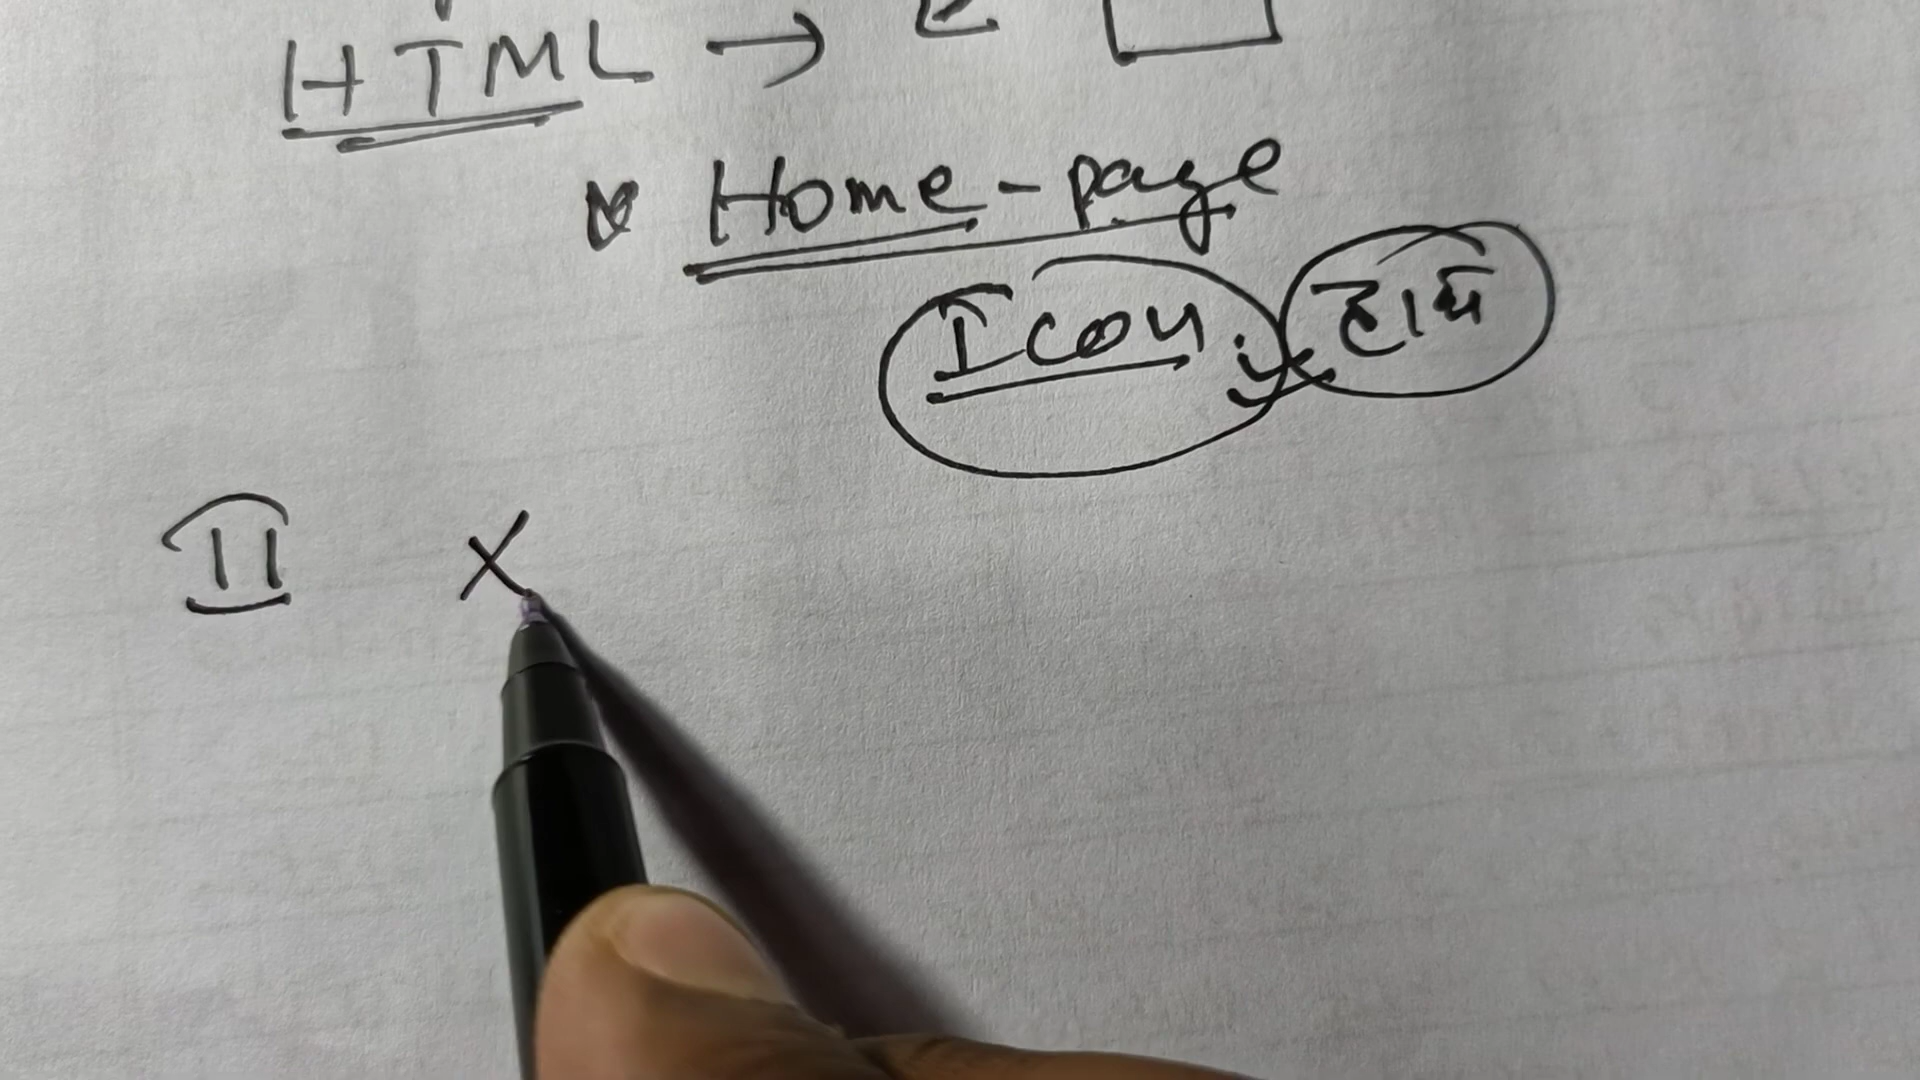 HTML →
* Home-page
Icon हाथ
II X